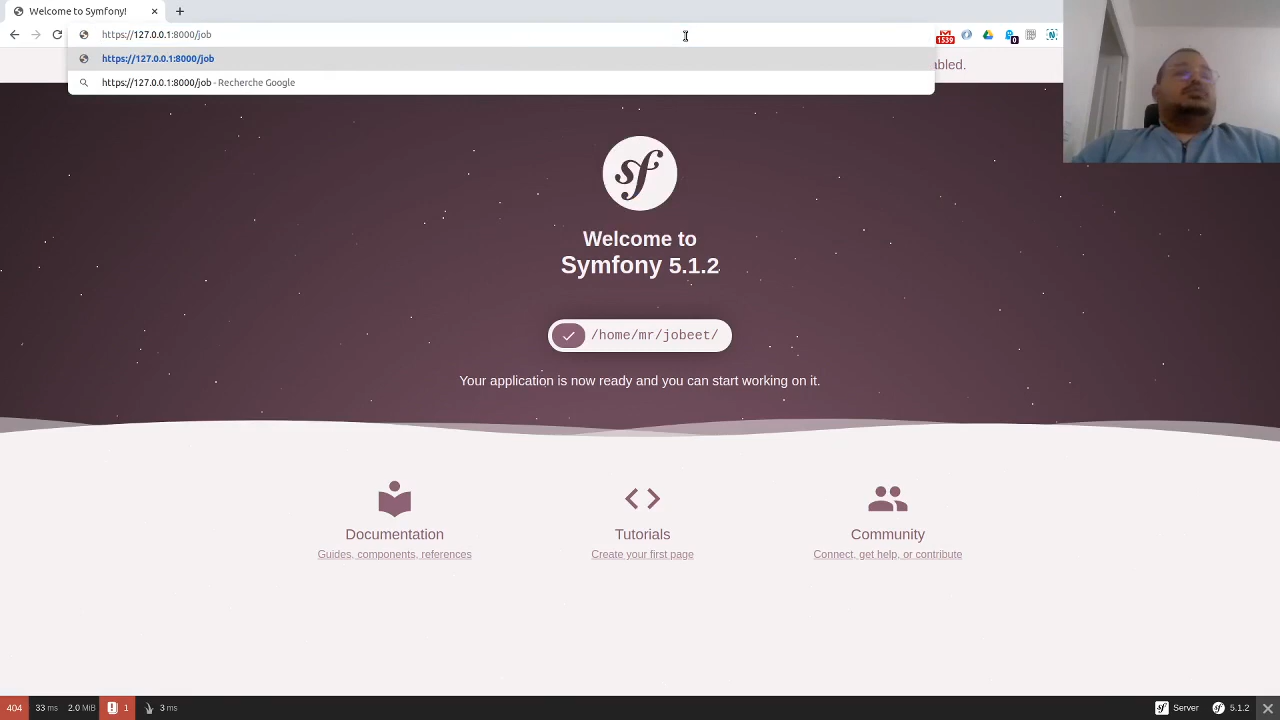 Welcome to Symfony!
https://127.0.0.1:8000/job
1539
0
https://127.0.0.1:8000/job
abled.
https://127.0.0.1:8000/job - Recherche Google
sf
Welcome to
Symfony 5.1.2
/home/mr/jobeet/
Your application is now ready and you can start working on it.
Documentation
Tutorials
Community
Guides, components, references
Create your first page
Connect, get help, or contribute
404 33 ms 2.0 MiB 1 3 ms Server 5.1.2